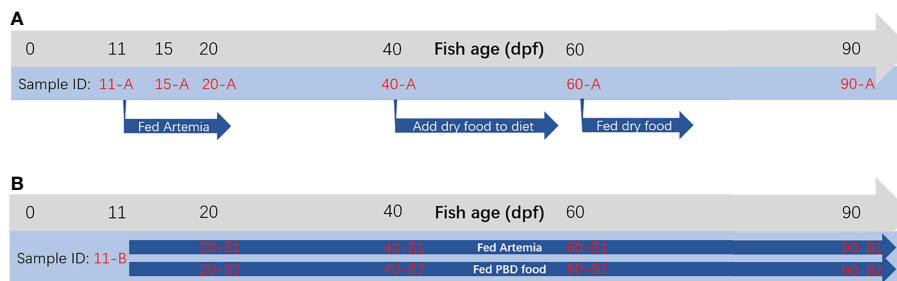 A
0 11 15 20 40 Fish age (dpf) 60 90
Sample ID: 11-A 15-A 20-A 40-A 60-A 90-A
Fed Artemia Add dry food to diet Fed dry food
B
0 11 20 40 Fish age (dpf) 60 90
20-B1 40-B1 Fed Artemia 60-B1 90-B1
Sample ID: 11-B
20-B2 40-B2 Fed PBD food 60-B2 90-B2